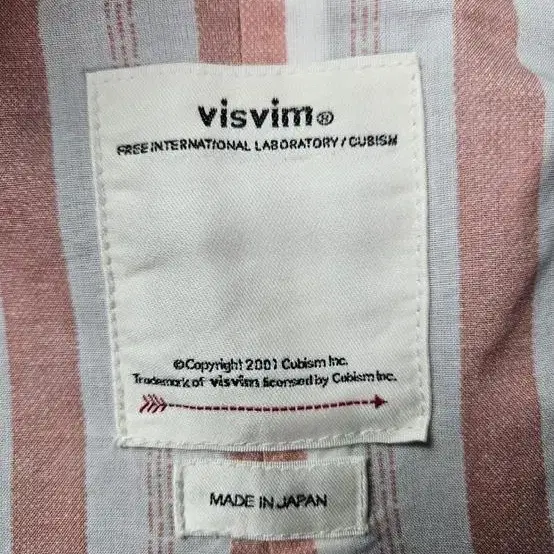 visvim®
FREE INTERNATIONAL LABORATORY / CUBISM
©Copyright 2001 Cubism Inc.
Trademark of visvim licensed by Cubism Inc.
MADE IN JAPAN